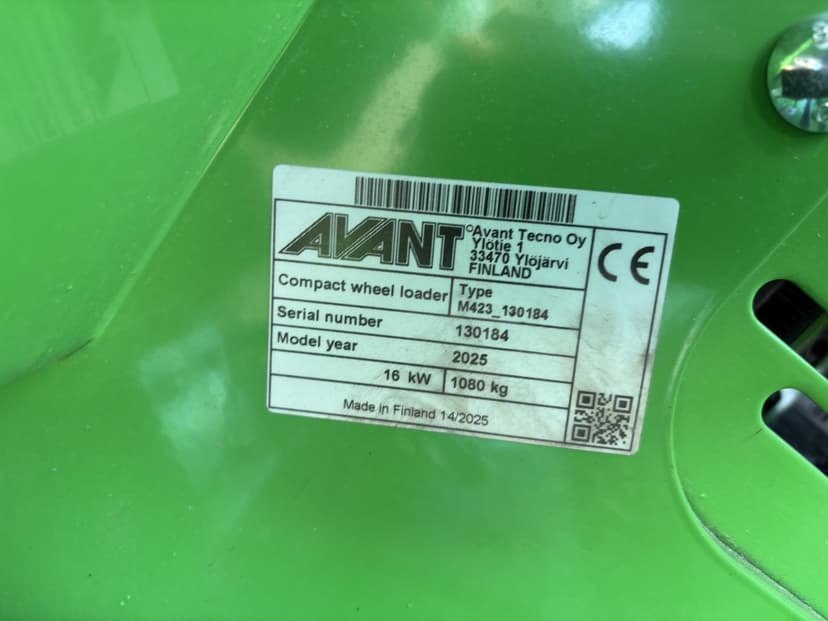 AVANT
Avant Tecno Oy
Ylötie 1
33470 Ylöjärvi
FINLAND
CE
Compact wheel loader
Type
M423_130184
Serial number 130184
Model year 2025
16 kW 1080 kg
Made in Finland 14/2025